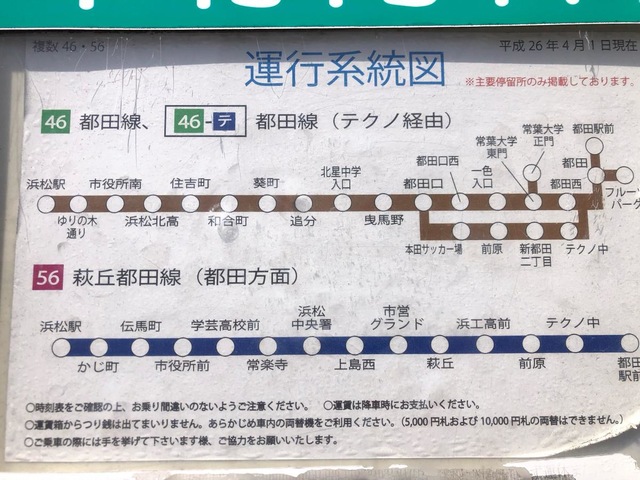 複数 46・56
平成 26 年 4 月 1 日現在
運行系統図
※主要停留所のみ掲載しております。
46 都田線、 46-テ 都田線（テクノ経由）
浜松駅
ゆりの木通り
市役所南
浜松北高
住吉町
和合町
葵町
追分
北星中学入口
曳馬野
都田口
都田口西
一色入口
常葉大学東門
常葉大学正門
都田西
都田
都田駅前
フルー
パーク
本田サッカー場
前原
新都田二丁目
テクノ中
56 萩丘都田線（都田方面）
浜松駅
かじ町
伝馬町
市役所前
学芸高校前
常楽寺
浜松中央署
上島西
市営グランド
萩丘
浜工高前
前原
テクノ中
都田駅前
○時刻表をご確認の上、お乗り間違いのないようご注意ください。 ○運賃は降車時にお支払いください。
○運賃箱からつり銭は出てまいりません。あらかじめ車内の両替機をご利用ください。（5,000 円札および 10,000 円札の両替はできません。）
○ご乗車の際には手を挙げて下さいます様、ご協力をお願いいたします。